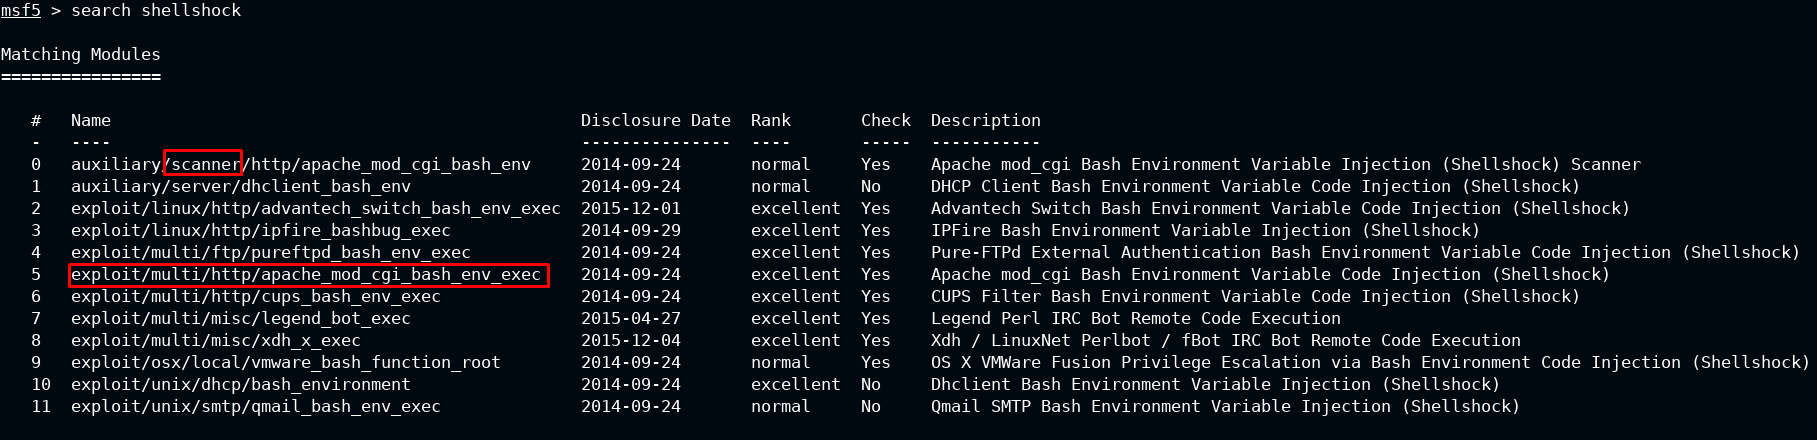 msf5 > search shellshock
Matching Modules
================
#   Name                                               Disclosure Date  Rank       Check  Description
-   ----                                               ---------------  ----       -----  -----------
0   auxiliary/scanner/http/apache_mod_cgi_bash_env     2014-09-24       normal     Yes    Apache mod_cgi Bash Environment Variable Injection (Shellshock) Scanner
1   auxiliary/server/dhclient_bash_env                 2014-09-24       normal     No     DHCP Client Bash Environment Variable Code Injection (Shellshock)
2   exploit/linux/http/advantech_switch_bash_env_exec  2015-12-01       excellent  Yes    Advantech Switch Bash Environment Variable Code Injection (Shellshock)
3   exploit/linux/http/ipfire_bashbug_exec             2014-09-29       excellent  Yes    IPFire Bash Environment Variable Injection (Shellshock)
4   exploit/multi/ftp/pureftpd_bash_env_exec           2014-09-24       excellent  Yes    Pure-FTPd External Authentication Bash Environment Variable Code Injection (Shellshock)
5   exploit/multi/http/apache_mod_cgi_bash_env_exec    2014-09-24       excellent  Yes    Apache mod_cgi Bash Environment Variable Code Injection (Shellshock)
6   exploit/multi/http/cups_bash_env_exec              2014-09-24       excellent  Yes    CUPS Filter Bash Environment Variable Code Injection (Shellshock)
7   exploit/multi/misc/legend_bot_exec                 2015-04-27       excellent  Yes    Legend Perl IRC Bot Remote Code Execution
8   exploit/multi/misc/xdh_x_exec                      2015-12-04       excellent  Yes    Xdh / LinuxNet Perlbot / fBot IRC Bot Remote Code Execution
9   exploit/osx/local/vmware_bash_function_root        2014-09-24       normal     Yes    OS X VMWare Fusion Privilege Escalation via Bash Environment Code Injection (Shellshock)
10  exploit/unix/dhcp/bash_environment                 2014-09-24       excellent  No     Dhclient Bash Environment Variable Injection (Shellshock)
11  exploit/unix/smtp/qmail_bash_env_exec              2014-09-24       normal     No     Qmail SMTP Bash Environment Variable Injection (Shellshock)